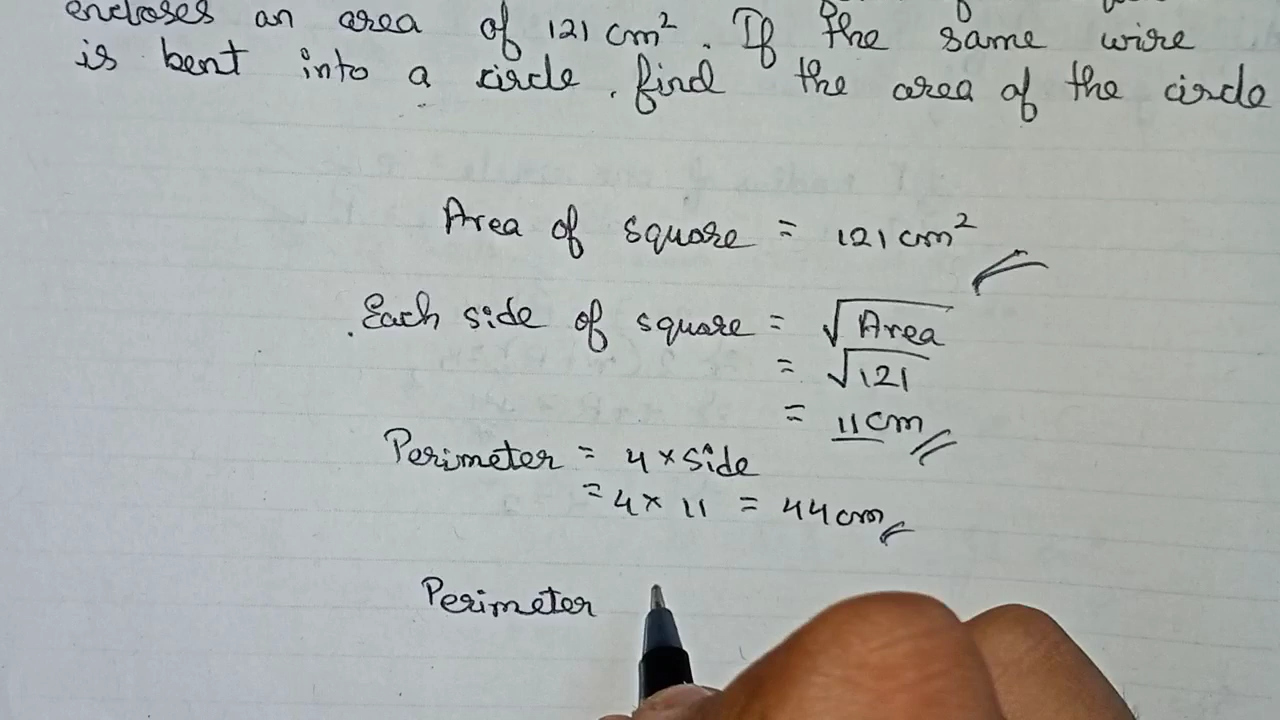 encloses an area of 121 cm². If the same wire
is bent into a circle, find the area of the circle
Area of square = 121 cm²
Each side of square = √Area
= √121
= 11 cm
Perimeter = 4 × side
= 4 × 11 = 44 cm
Perimeter